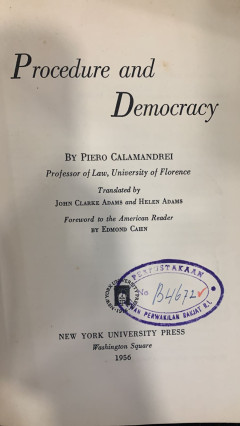 Procedure and
Democracy
BY PIERO CALAMANDREI
Professor of Law, University of Florence
Translated by
JOHN CLARKE ADAMS and HELEN ADAMS
Foreword to the American Reader
BY EDMOND CAHN
PERPUSTAKAAN
No B4672
PERWAKILAN RAKJAT R.I.
NEW YORK UNIVERSITY PRESS
Washington Square
1956